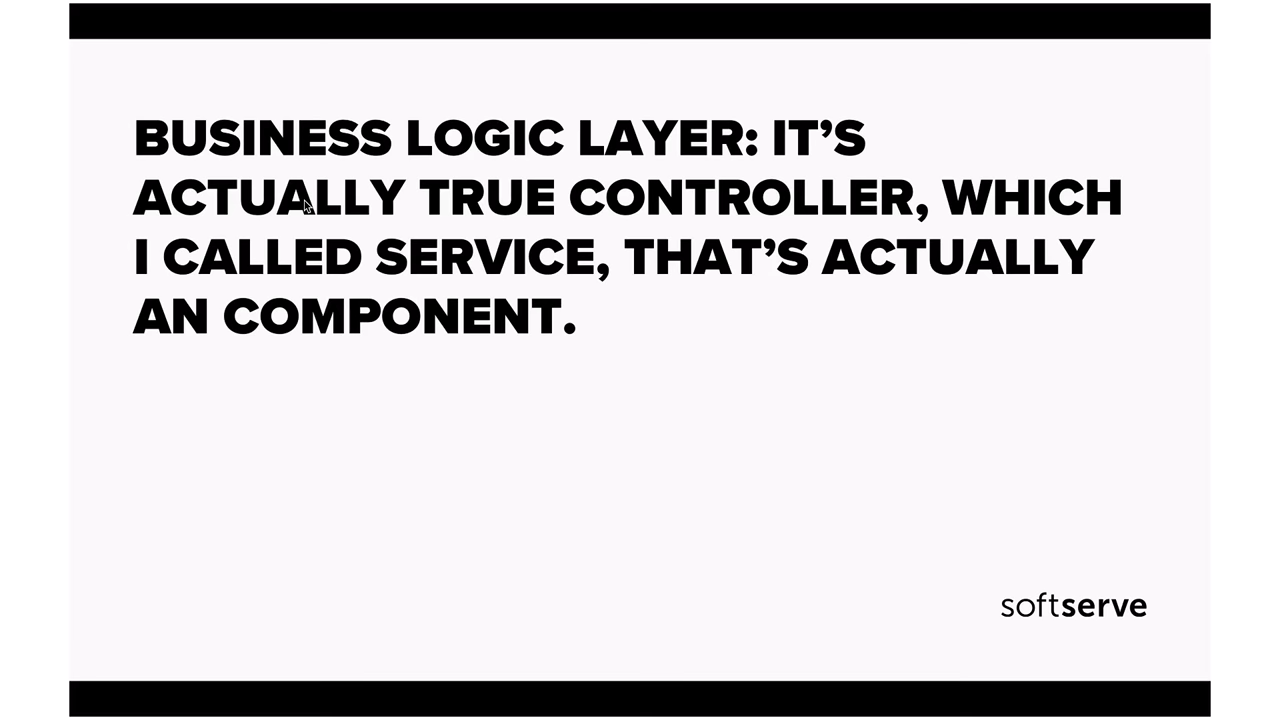 BUSINESS LOGIC LAYER: IT’S
ACTUALLY TRUE CONTROLLER, WHICH
I CALLED SERVICE, THAT’S ACTUALLY
AN COMPONENT.
softserve